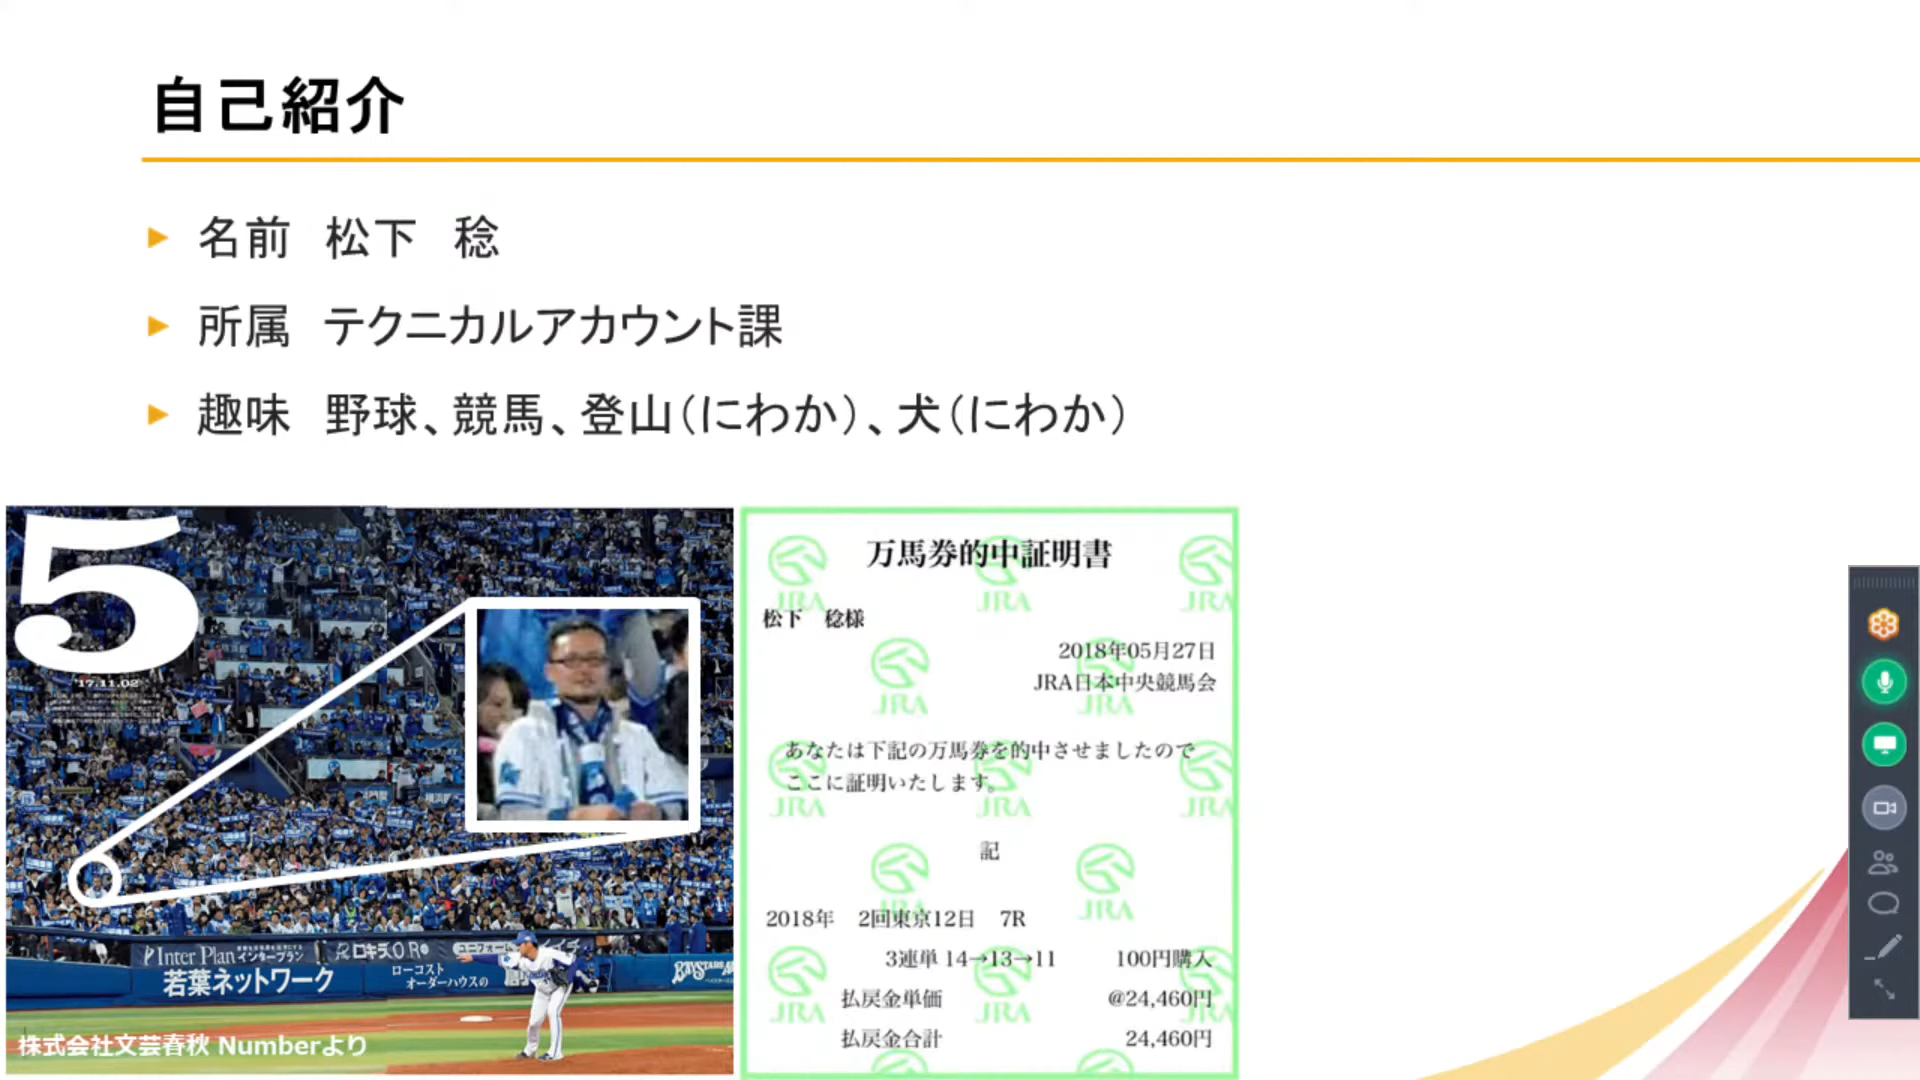 自己紹介
名前　松下　稔
所属　テクニカルアカウント課
趣味　野球、競馬、登山（にわか）、犬（にわか）
5
'17.11.02
Inter Plan インタープラン
若葉ネットワーク
ローコスト
オーダーハウスの
株式会社文芸春秋 Numberより
万馬券的中証明書
松下　稔様
2018年05月27日
JRA日本中央競馬会
あなたは下記の万馬券を的中させましたので
ここに証明いたします。
記
2018年　2回東京12日　7R
3連単 14→13→11　100円購入
払戻金単価　@24,460円
払戻金合計　24,460円
JRA